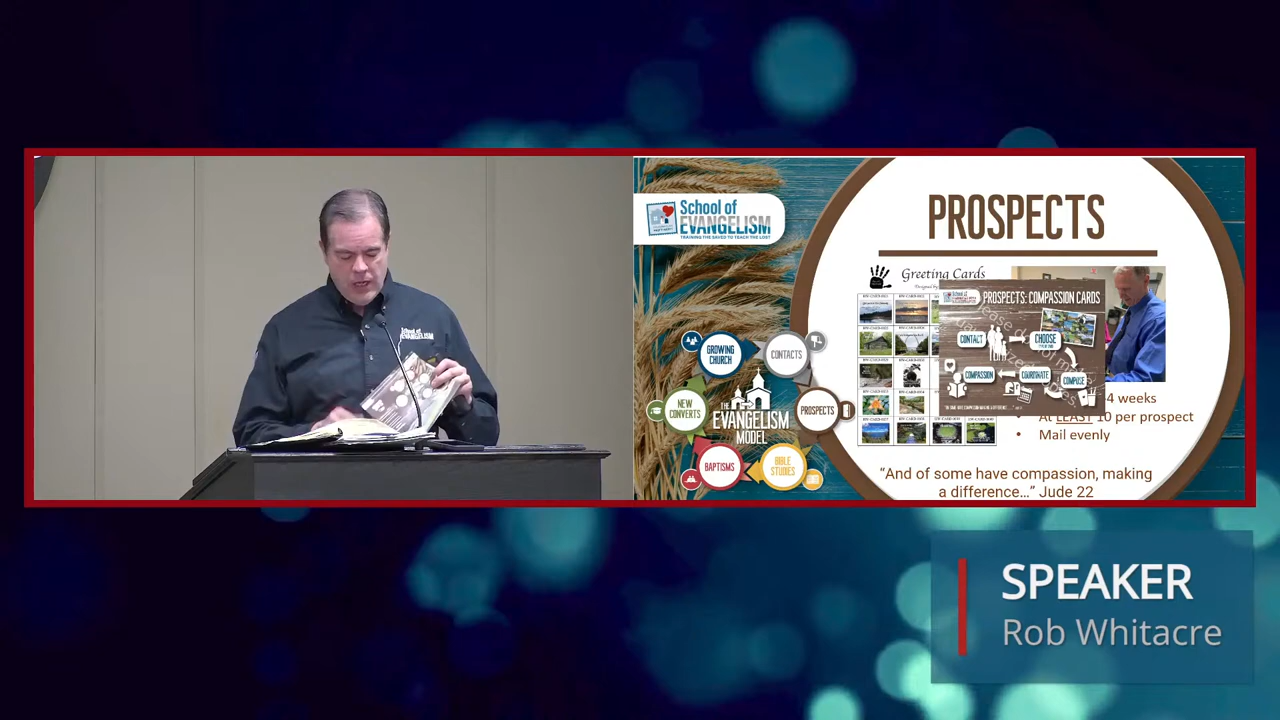 School of
EVANGELISM
School of
EVANGELISM
TRAINING THE SAVED TO TEACH THE LOST
PROSPECTS
Greeting Cards
PROSPECTS: COMPASSION CARDS
CONTACT
CHOOSE
COMPASSION
COORDINATE
COMPOSE
GROWING
CHURCH
CONTACTS
NEW
CONVERTS
THE
EVANGELISM
MODEL
PROSPECTS
BAPTISMS
BIBLE
STUDIES
4 weeks
• At LEAST 10 per prospect
• Mail evenly
“And of some have compassion, making
a difference…” Jude 22
SPEAKER
Rob Whitacre